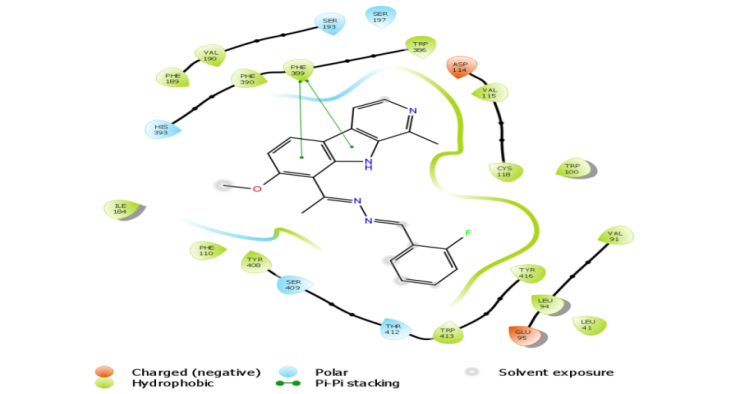 SER
193
SER
197
VAL
190
TRP
386
PHE
189
PHE
390
PHE
389
ASP
114
VAL
115
HIS
393
N
NH
CYS
118
TRP
100
O
N
N
F
ILE
184
PHE
110
TYR
408
SER
409
VAL
91
TYR
416
LEU
94
LEU
41
GLU
95
THR
412
TRP
413
Charged (negative)
Polar
Solvent exposure
Hydrophobic
Pi-Pi stacking